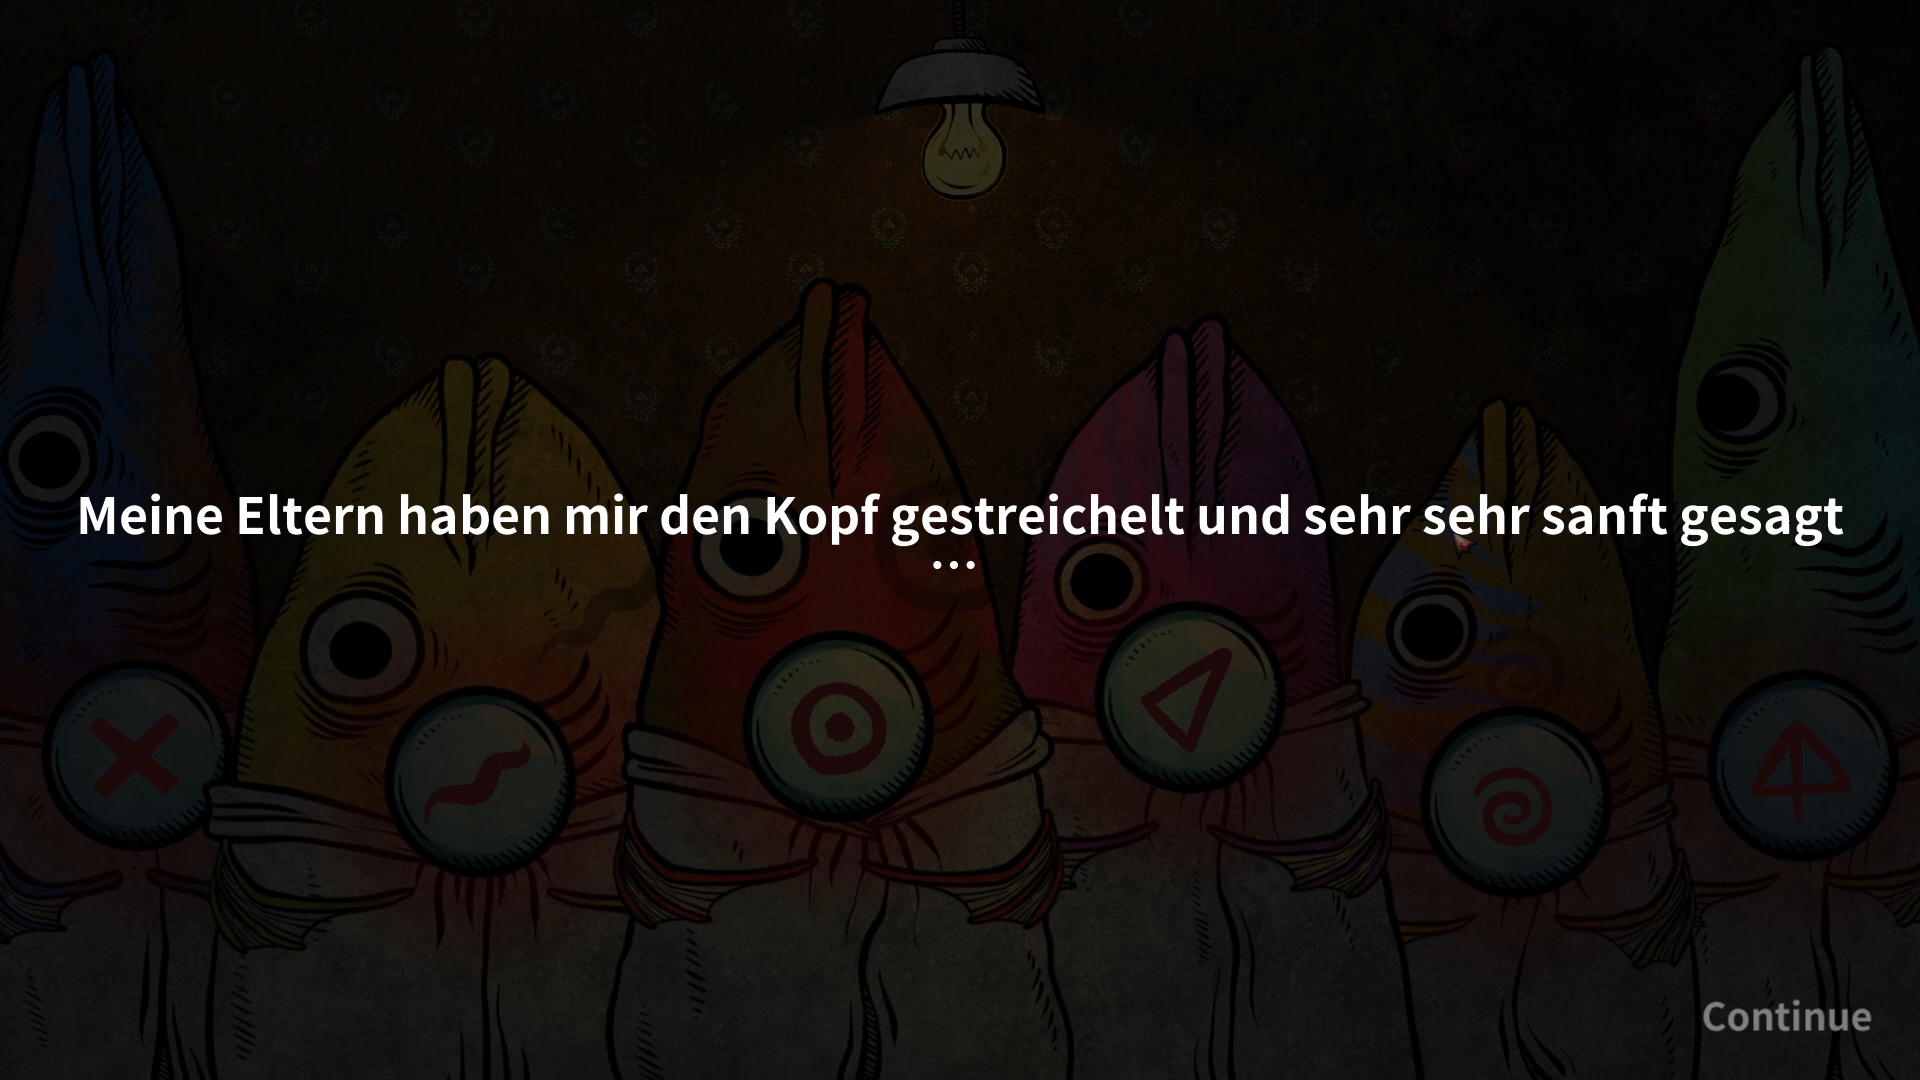 Meine Eltern haben mir den Kopf gestreichelt und sehr sehr sanft gesagt
...
Continue